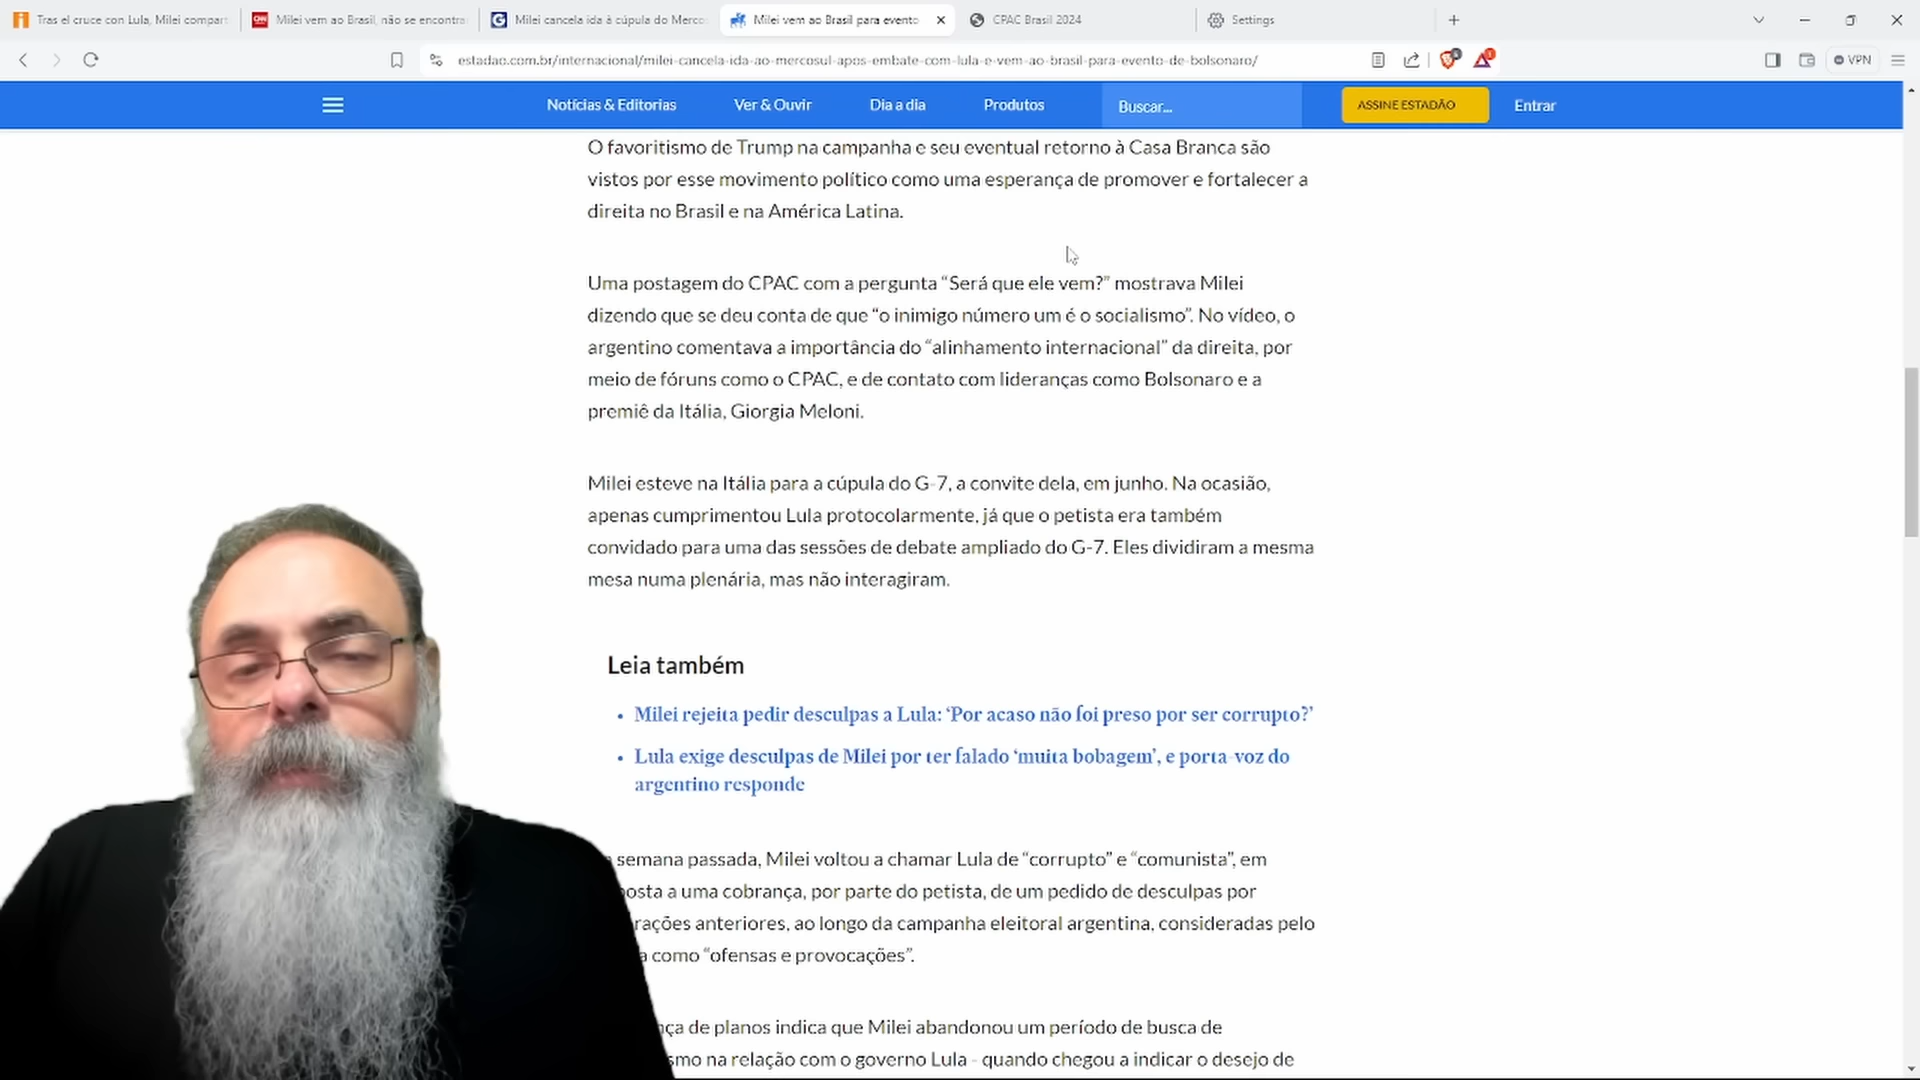 Tras el cruce con Lula, Milei compart
Milei vem ao Brasil, não se encontra
Milei cancela ida à cúpula do Merco
Milei vem ao Brasil para evento
CPAC Brasil 2024
Settings
estadao.com.br/internacional/milei-cancela-ida-ao-mercosul-apos-embate-com-lula-e-vem-ao-brasil-para-evento-de-bolsonaro/
VPN
Notícias & Editorias
Ver & Ouvir
Dia a dia
Produtos
Buscar...
ASSINE ESTADÃO
Entrar
O favoritismo de Trump na campanha e seu eventual retorno à Casa Branca são
vistos por esse movimento político como uma esperança de promover e fortalecer a
direita no Brasil e na América Latina.
Uma postagem do CPAC com a pergunta “Será que ele vem?” mostrava Milei
dizendo que se deu conta de que “o inimigo número um é o socialismo”. No vídeo, o
argentino comentava a importância do “alinhamento internacional” da direita, por
meio de fóruns como o CPAC, e de contato com lideranças como Bolsonaro e a
premiê da Itália, Giorgia Meloni.
Milei esteve na Itália para a cúpula do G-7, a convite dela, em junho. Na ocasião,
apenas cumprimentou Lula protocolarmente, já que o petista era também
convidado para uma das sessões de debate ampliado do G-7. Eles dividiram a mesma
mesa numa plenária, mas não interagiram.
Leia também
• Milei rejeita pedir desculpas a Lula: ‘Por acaso não foi preso por ser corrupto?’
• Lula exige desculpas de Milei por ter falado ‘muita bobagem’, e porta-voz do
argentino responde
semana passada, Milei voltou a chamar Lula de “corrupto” e “comunista”, em
posta a uma cobrança, por parte do petista, de um pedido de desculpas por
rações anteriores, ao longo da campanha eleitoral argentina, consideradas pelo
como “ofensas e provocações”.
ça de planos indica que Milei abandonou um período de busca de
smo na relação com o governo Lula - quando chegou a indicar o desejo de